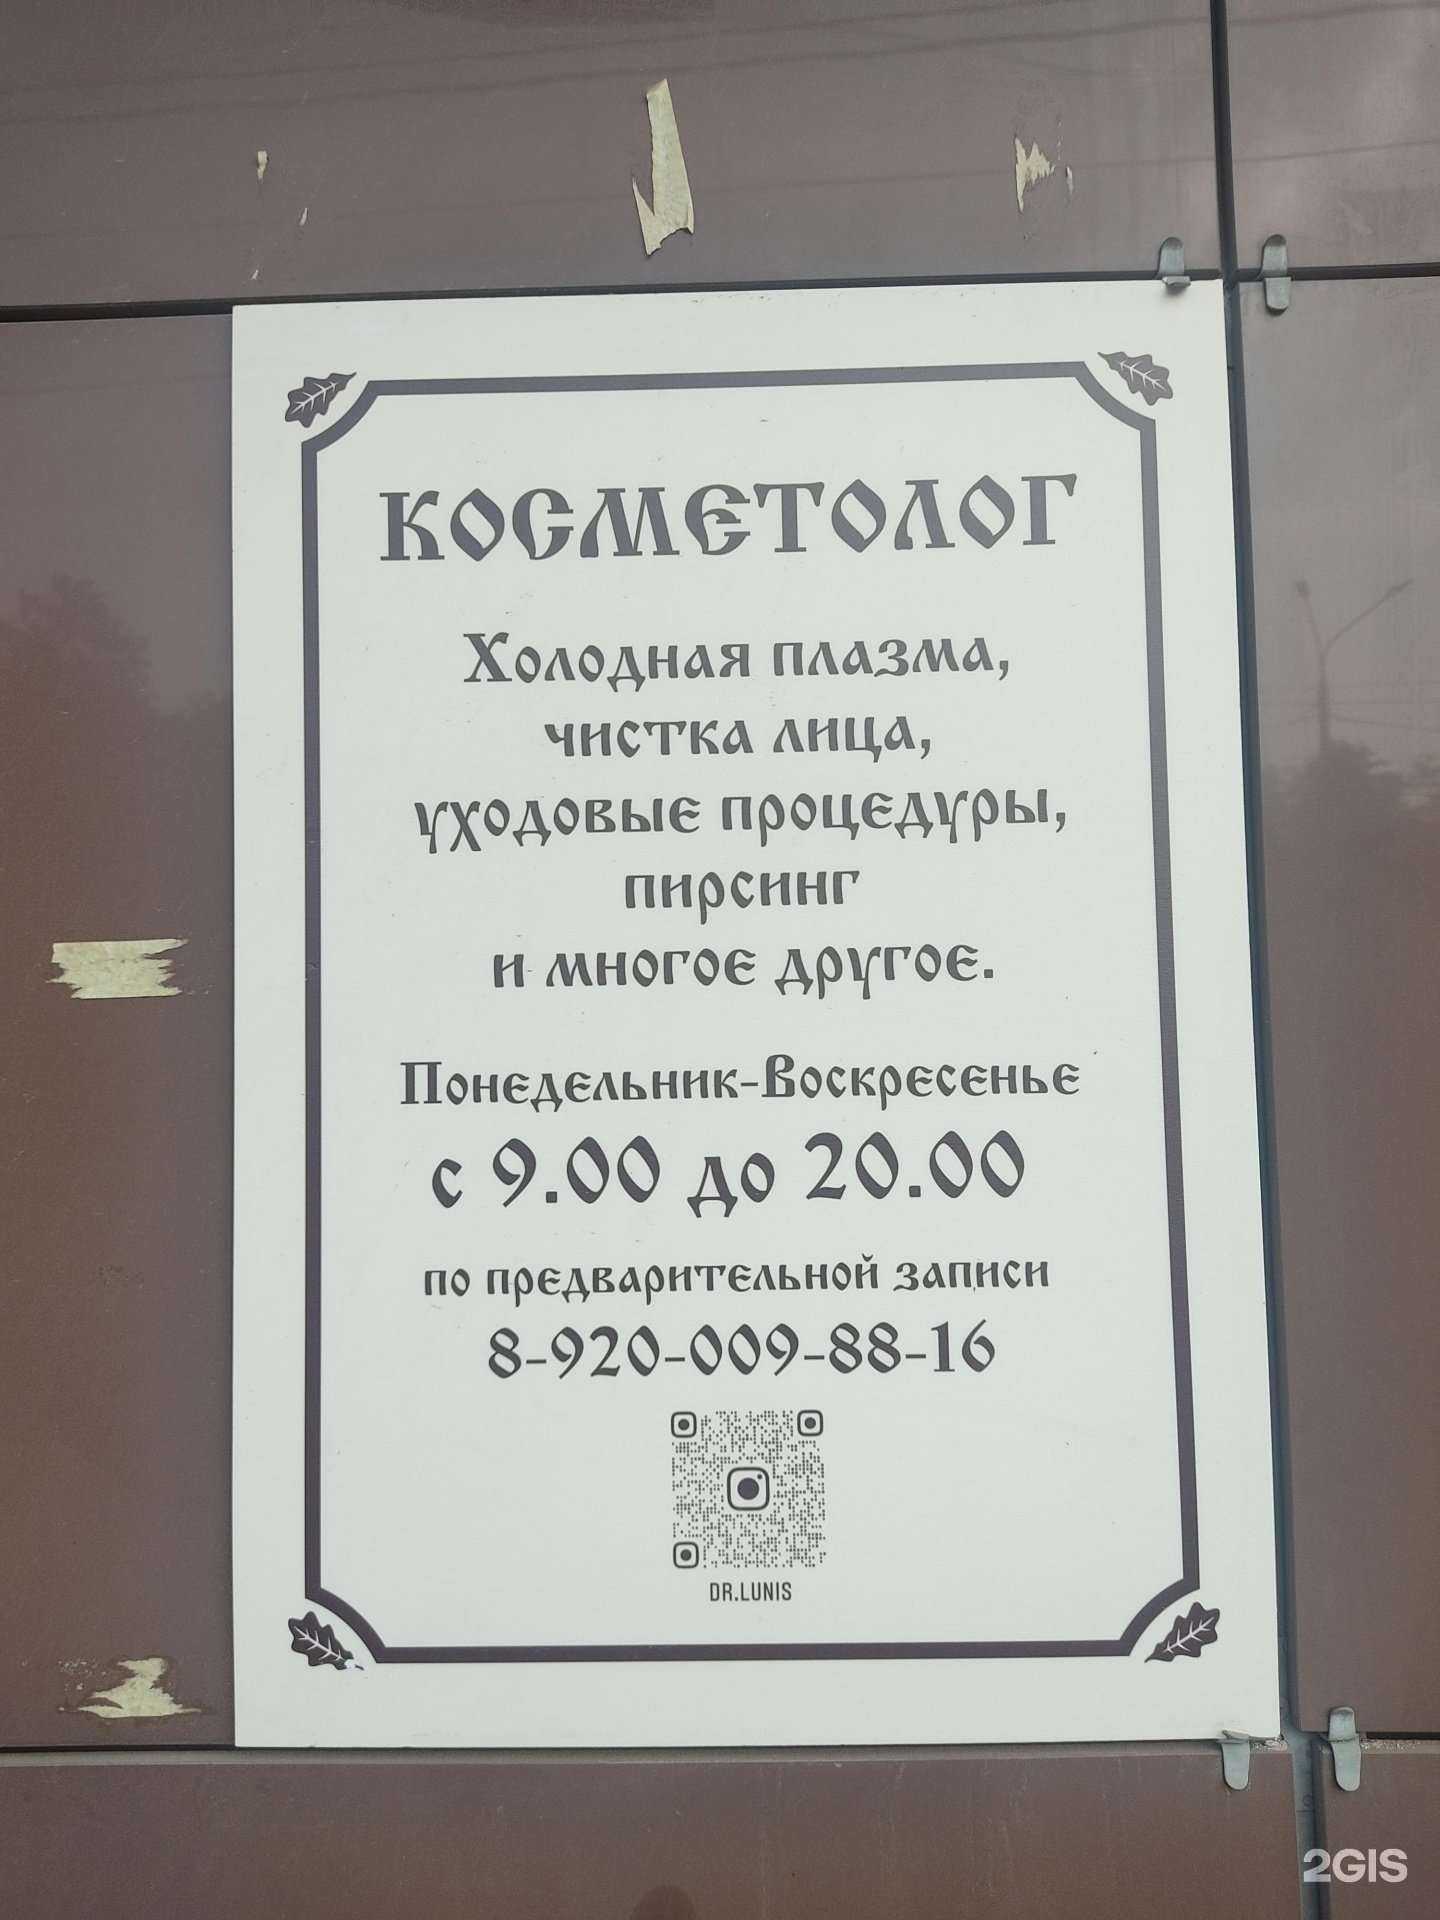 КОСМЕТОЛОГ
Холодная плазма,
чистка лица,
уходовые процедуры,
пирсинг
и многое другое.
Понедельник-Воскресенье
с 9.00 до 20.00
по предварительной записи
8-920-009-88-16
DR.LUNIS
2GIS